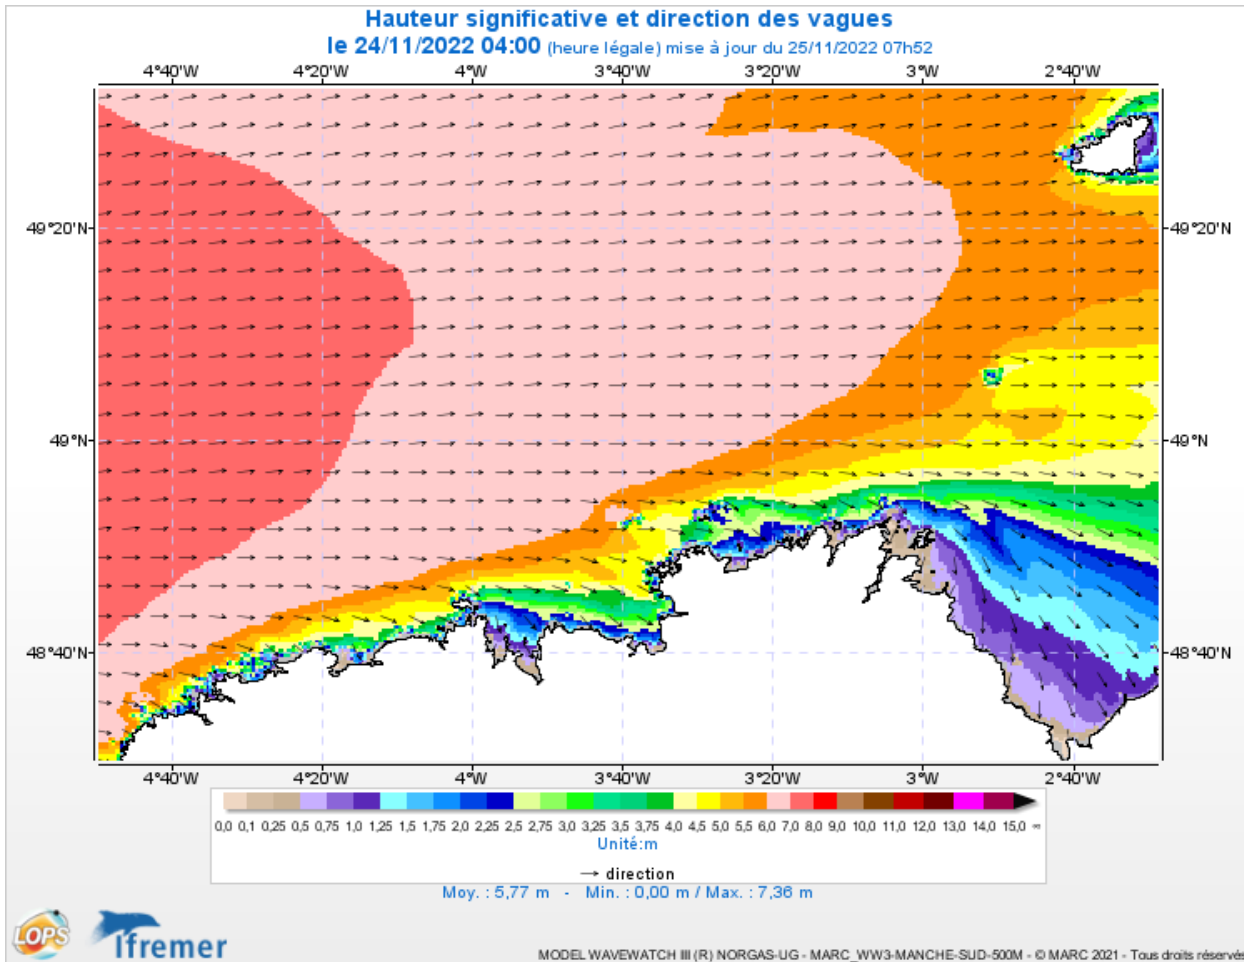 Hauteur significative et direction des vagues
le 24/11/2022 04:00 (heure légale) mise à jour du 25/11/2022 07h52
4°40'W 4°20'W 4°W 3°40'W 3°20'W 3°W 2°40'W
49°20'N 49°20'N
49°N 49°N
48°40'N 48°40'N
4°40'W 4°20'W 4°W 3°40'W 3°20'W 3°W 2°40'W
0,0 0,1 0,25 0,5 0,75 1,0 1,25 1,5 1,75 2,0 2,25 2,5 2,75 3,0 3,25 3,5 3,75 4,0 4,5 5,0 5,5 6,0 7,0 8,0 9,0 10,0 11,0 12,0 13,0 14,0 15,0 ∞
Unité:m
→ direction
Moy. : 5,77 m - Min. : 0,00 m / Max. : 7,36 m
LOPS
Ifremer
MODEL WAVEWATCH III (R) NORGAS-UG - MARC_WW3-MANCHE-SUD-500M - © MARC 2021 - Tous droits réservés